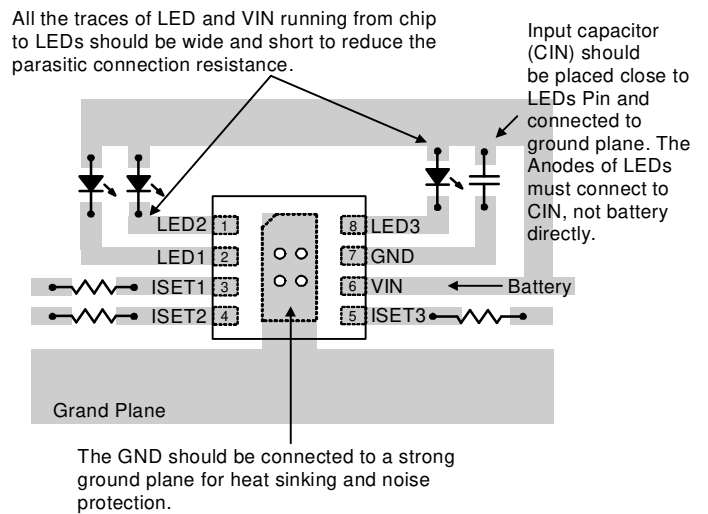 All the traces of LED and VIN running from chip
to LEDs should be wide and short to reduce the
parasitic connection resistance.
Input capacitor
(CIN) should
be placed close to
LEDs Pin and
connected to
ground plane. The
Anodes of LEDs
must connect to
CIN, not battery
directly.
LED2 1
LED1 2
ISET1 3
ISET2 4
8 LED3
7 GND
6 VIN
Battery
5 ISET3
Grand Plane
The GND should be connected to a strong
ground plane for heat sinking and noise
protection.